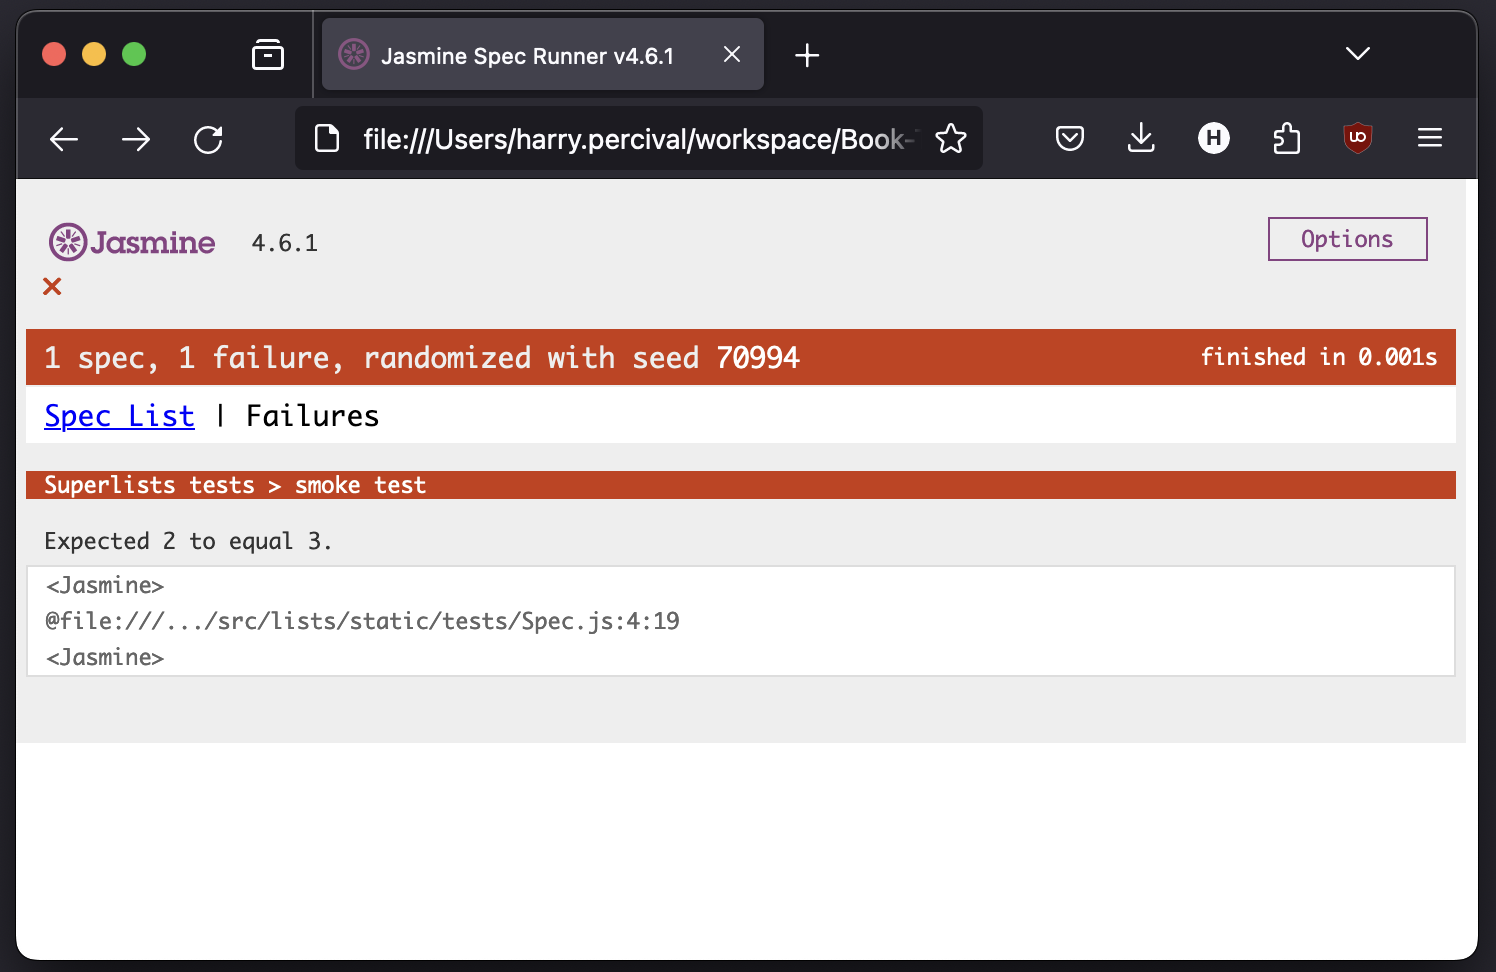 Jasmine Spec Runner v4.6.1
file:///Users/harry.percival/workspace/Book-
H
Jasmine 4.6.1
Options
1 spec, 1 failure, randomized with seed 70994
finished in 0.001s
Spec List | Failures
Superlists tests > smoke test
Expected 2 to equal 3.
<Jasmine>
@file:///.../src/lists/static/tests/Spec.js:4:19
<Jasmine>